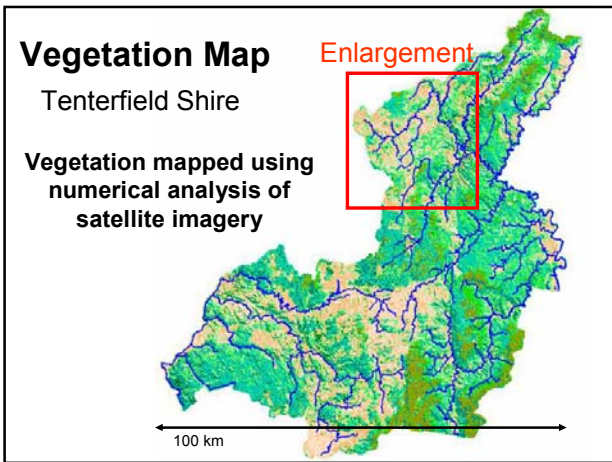 Vegetation Map
Enlargement
Tenterfield Shire
Vegetation mapped using
numerical analysis of
satellite imagery
100 km